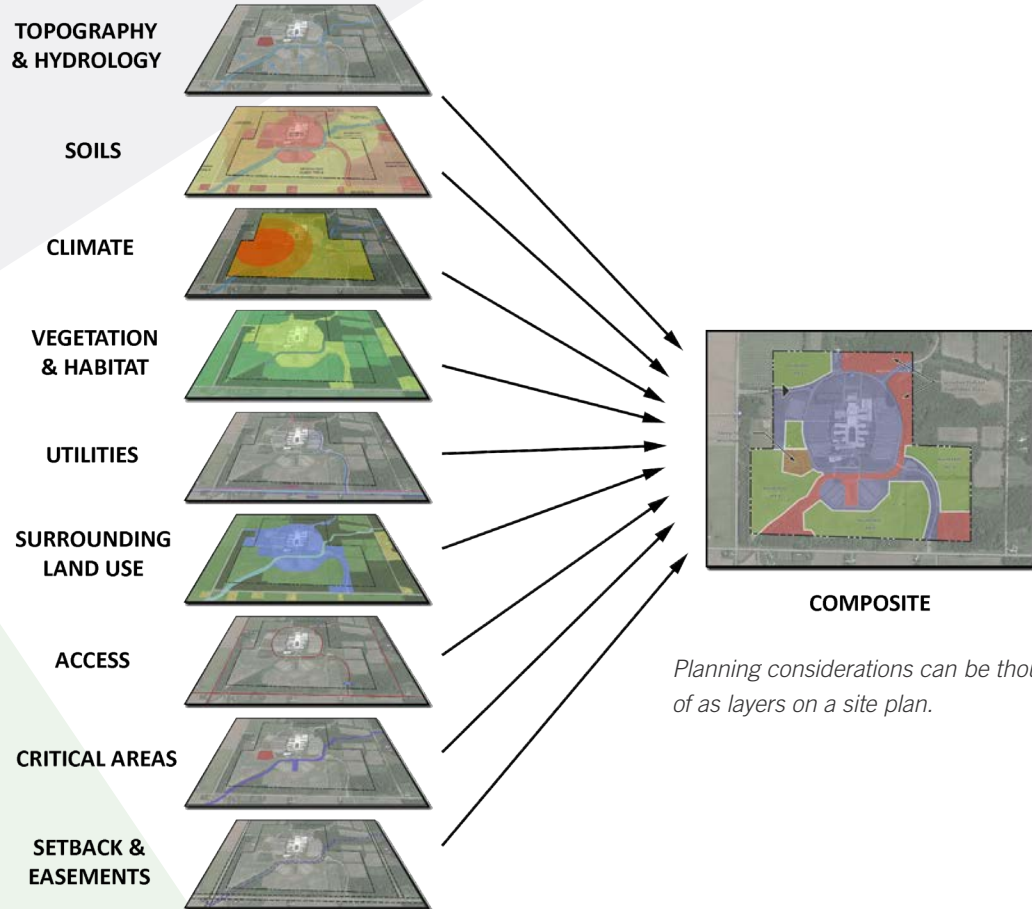 TOPOGRAPHY
& HYDROLOGY
SOILS
CLIMATE
VEGETATION
& HABITAT
UTILITIES
SURROUNDING
LAND USE
ACCESS
CRITICAL AREAS
SETBACK &
EASEMENTS
COMPOSITE
Planning considerations can be
of as layers on a site plan.